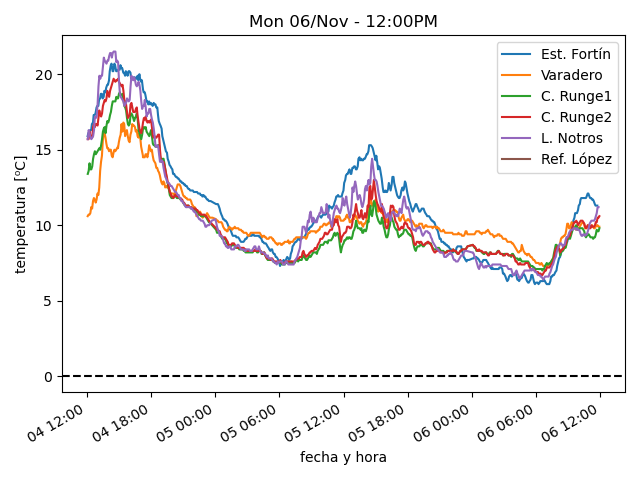 Mon 06/Nov - 12:00PM
Est. Fortín
Varadero
C. Runge1
C. Runge2
L. Notros
Ref. López
temperatura [°C]
20
15
10
5
0
04 12:00
04 18:00
05 00:00
05 06:00
05 12:00
05 18:00
06 00:00
06 06:00
06 12:00
fecha y hora